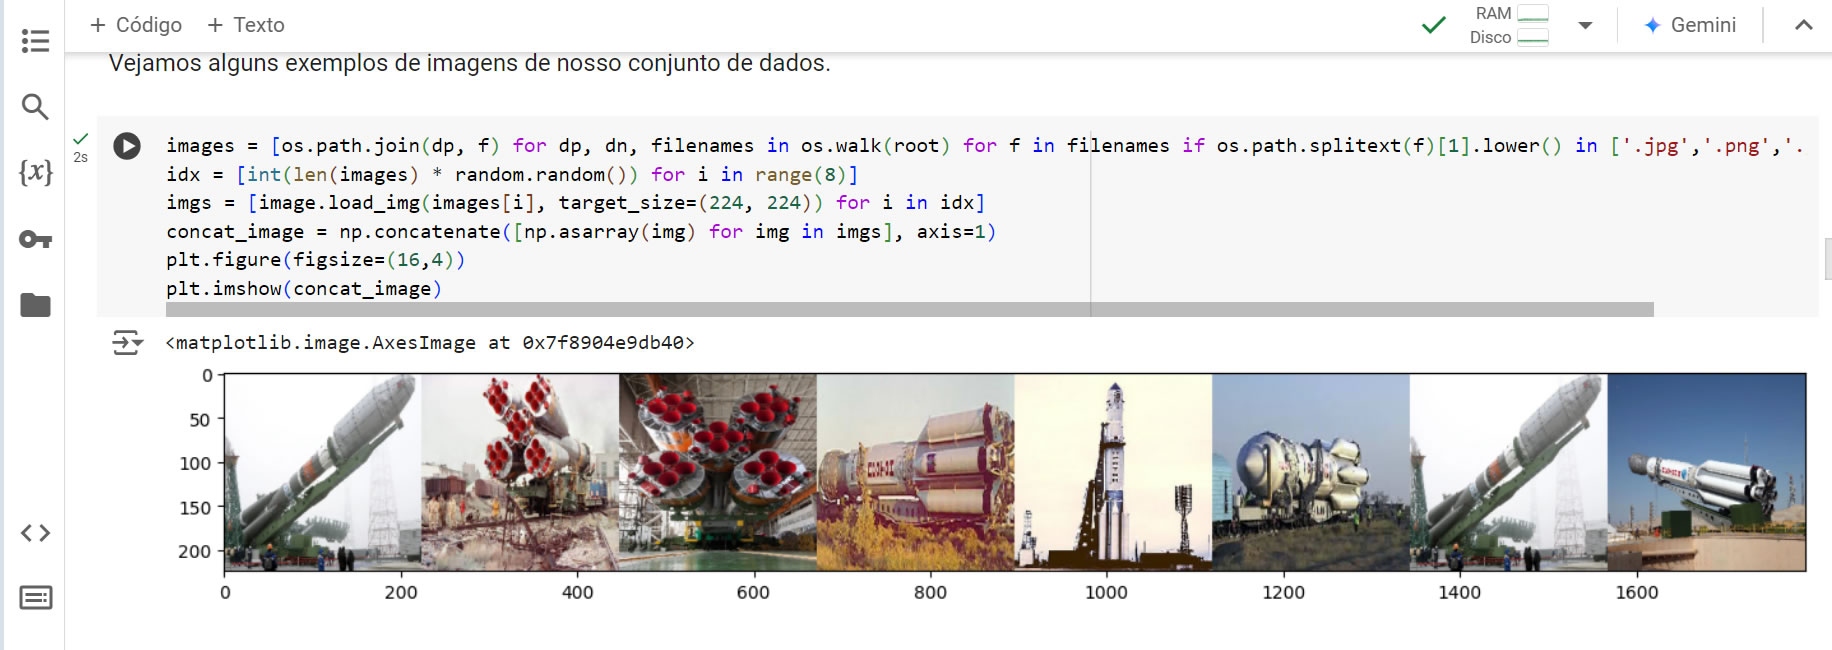 + Código + Texto
RAM
Disco
Gemini
Vejamos alguns exemplos de imagens de nosso conjunto de dados.
{x}
2s
images = [os.path.join(dp, f) for dp, dn, filenames in os.walk(root) for f in filenames if os.path.splitext(f)[1].lower() in ['.jpg','.png','.
idx = [int(len(images) * random.random()) for i in range(8)]
imgs = [image.load_img(images[i], target_size=(224, 224)) for i in idx]
concat_image = np.concatenate([np.asarray(img) for img in imgs], axis=1)
plt.figure(figsize=(16,4))
plt.imshow(concat_image)
<matplotlib.image.AxesImage at 0x7f8904e9db40>
0
50
100
150
200
0 200 400 600 800 1000 1200 1400 1600